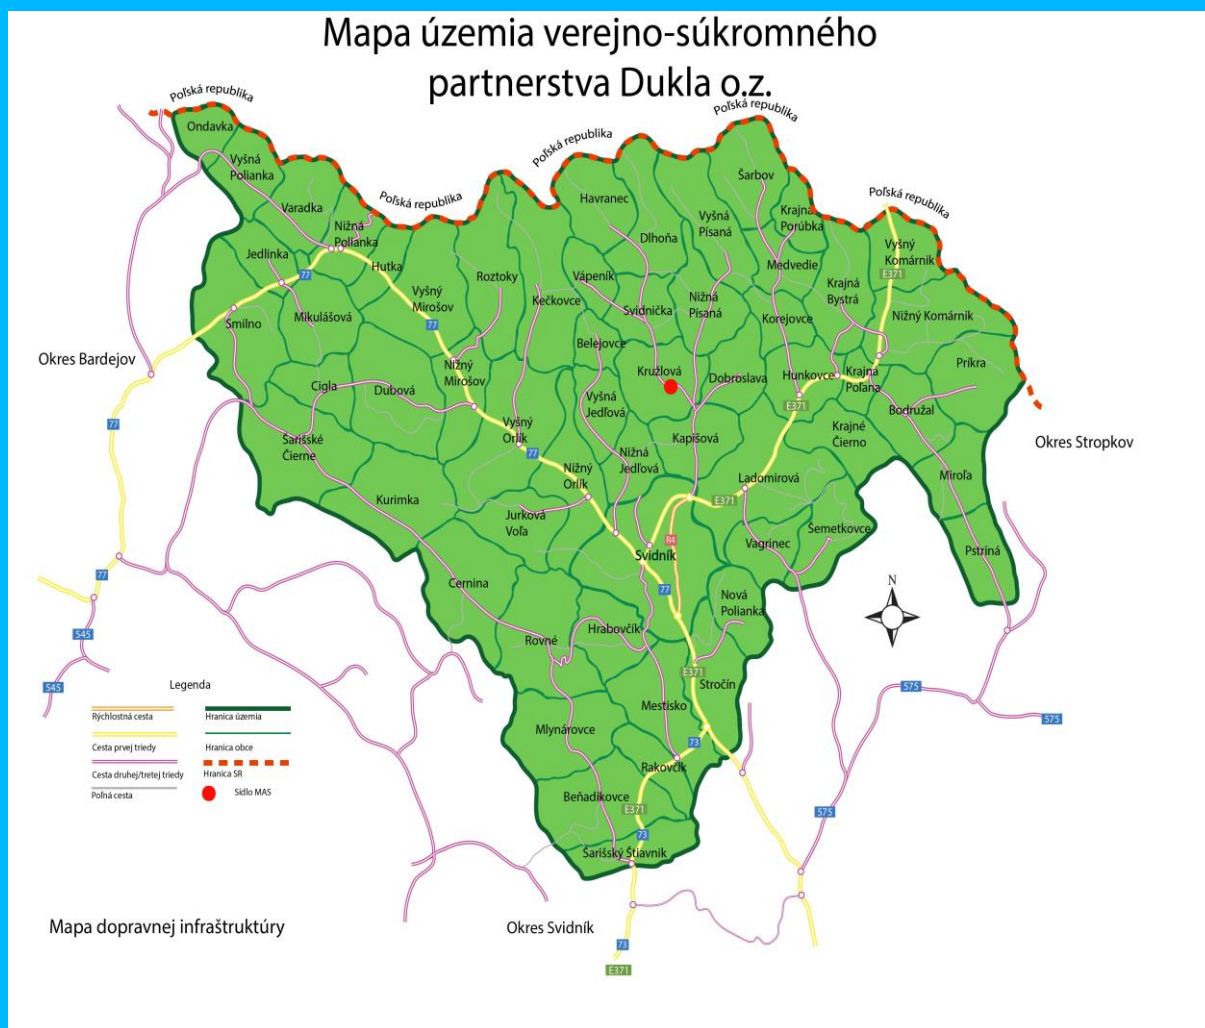 Mapa územia verejno-súkromného
partnerstva Dukla o.z.
Poľská republika
Poľská republika
Poľská republika
Poľská republika
Poľská republika
Ondavka
Vyšná
Polianka
Varadka
Nižná
Polianka
Jedlinka
77
Hutka
Mikulášová
Smilno
Vyšný
Mirošov
77
Roztoky
Kečkovce
Havranec
Dlhoňa
Vyšná
Písaná
Šarbov
Krajná
Porúbka
Medvedie
Vyšný
Komárnik
E371
Krajná
Bystrá
Nižný Komárnik
Vápeník
Svidnička
Nižná
Písaná
Korejovce
Belejovce
Príkra
Okres Bardejov
Nižný
Mirošov
Cigľa
Dubová
Kružlová
Dobroslava
Hunkovce
Krajná
Poľana
E371
Bodružal
Vyšná
Jedľová
Vyšný
Orlík
77
77
Šarišské
Čierne
Krajné
Čierno
Okres Stropkov
Kapišová
Nižná
Jedľová
Nižný
Orlík
Ladomirová
Miroľa
Kurimka
E371
Jurková
Voľa
Šemetkovce
R4
Vagrinec
Svidník
Pstriná
77
Cernina
77
Nová
Polianka
N
545
Rovné
Hrabovčík
E371
Stročín
545
575
575
Mestisko
Mlynárovce
73
Rakovčík
Beňadikovce
E371
73
575
Šarišský Štiavnik
Legenda
Rýchlostná cesta
Hranica územia
Cesta prvej triedy
Hranica obce
Cesta druhej/tretej triedy
Hranica SR
Poľná cesta
Sídlo MAS
Mapa dopravnej infraštruktúry
Okres Svidník
73
E371